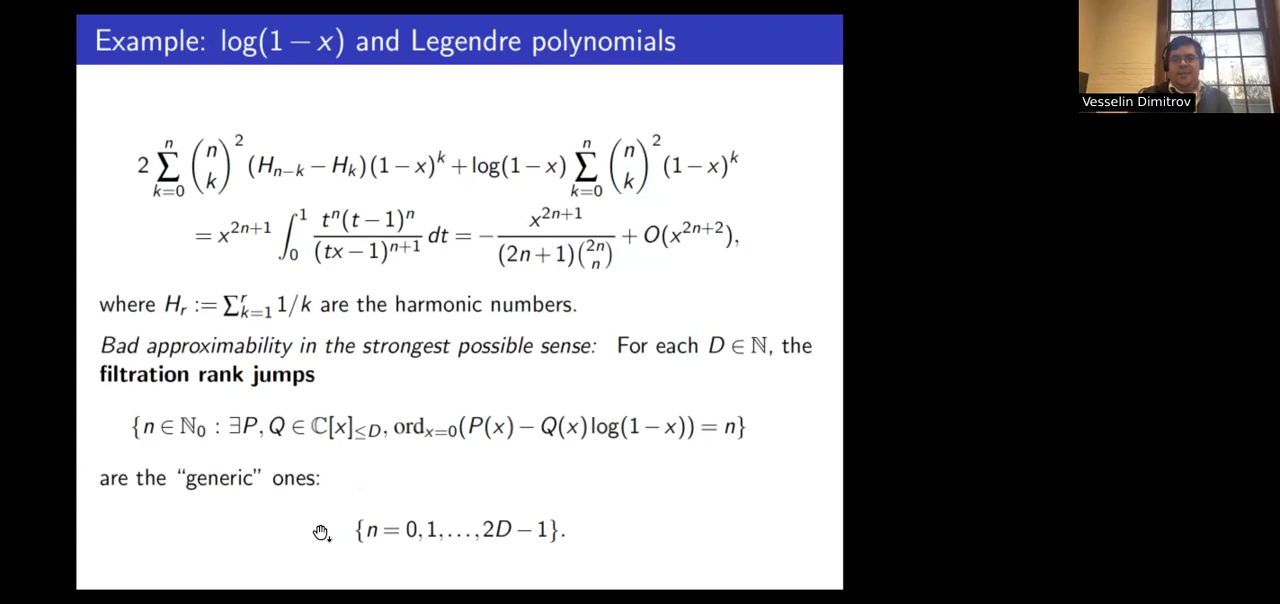 Example: log(1 − x) and Legendre polynomials
Vesselin Dimitrov
2 ∑_{k=0}^{n} \binom{n}{k}^2 (H_{n−k} − H_k)(1 − x)^k + log(1 − x) ∑_{k=0}^{n} \binom{n}{k}^2 (1 − x)^k
= x^{2n+1} ∫_0^1 \frac{t^n(t − 1)^n}{(tx − 1)^{n+1}} dt = − \frac{x^{2n+1}}{(2n + 1)\binom{2n}{n}} + O(x^{2n+2}),
where H_r := ∑_{k=1}^r 1/k are the harmonic numbers.
Bad approximability in the strongest possible sense: For each D ∈ ℕ, the
filtration rank jumps
{n ∈ ℕ_0 : ∃P, Q ∈ ℂ[x]_{≤D}, ord_{x=0}(P(x) − Q(x) log(1 − x)) = n}
are the “generic” ones:
{n = 0, 1, . . . , 2D − 1}.